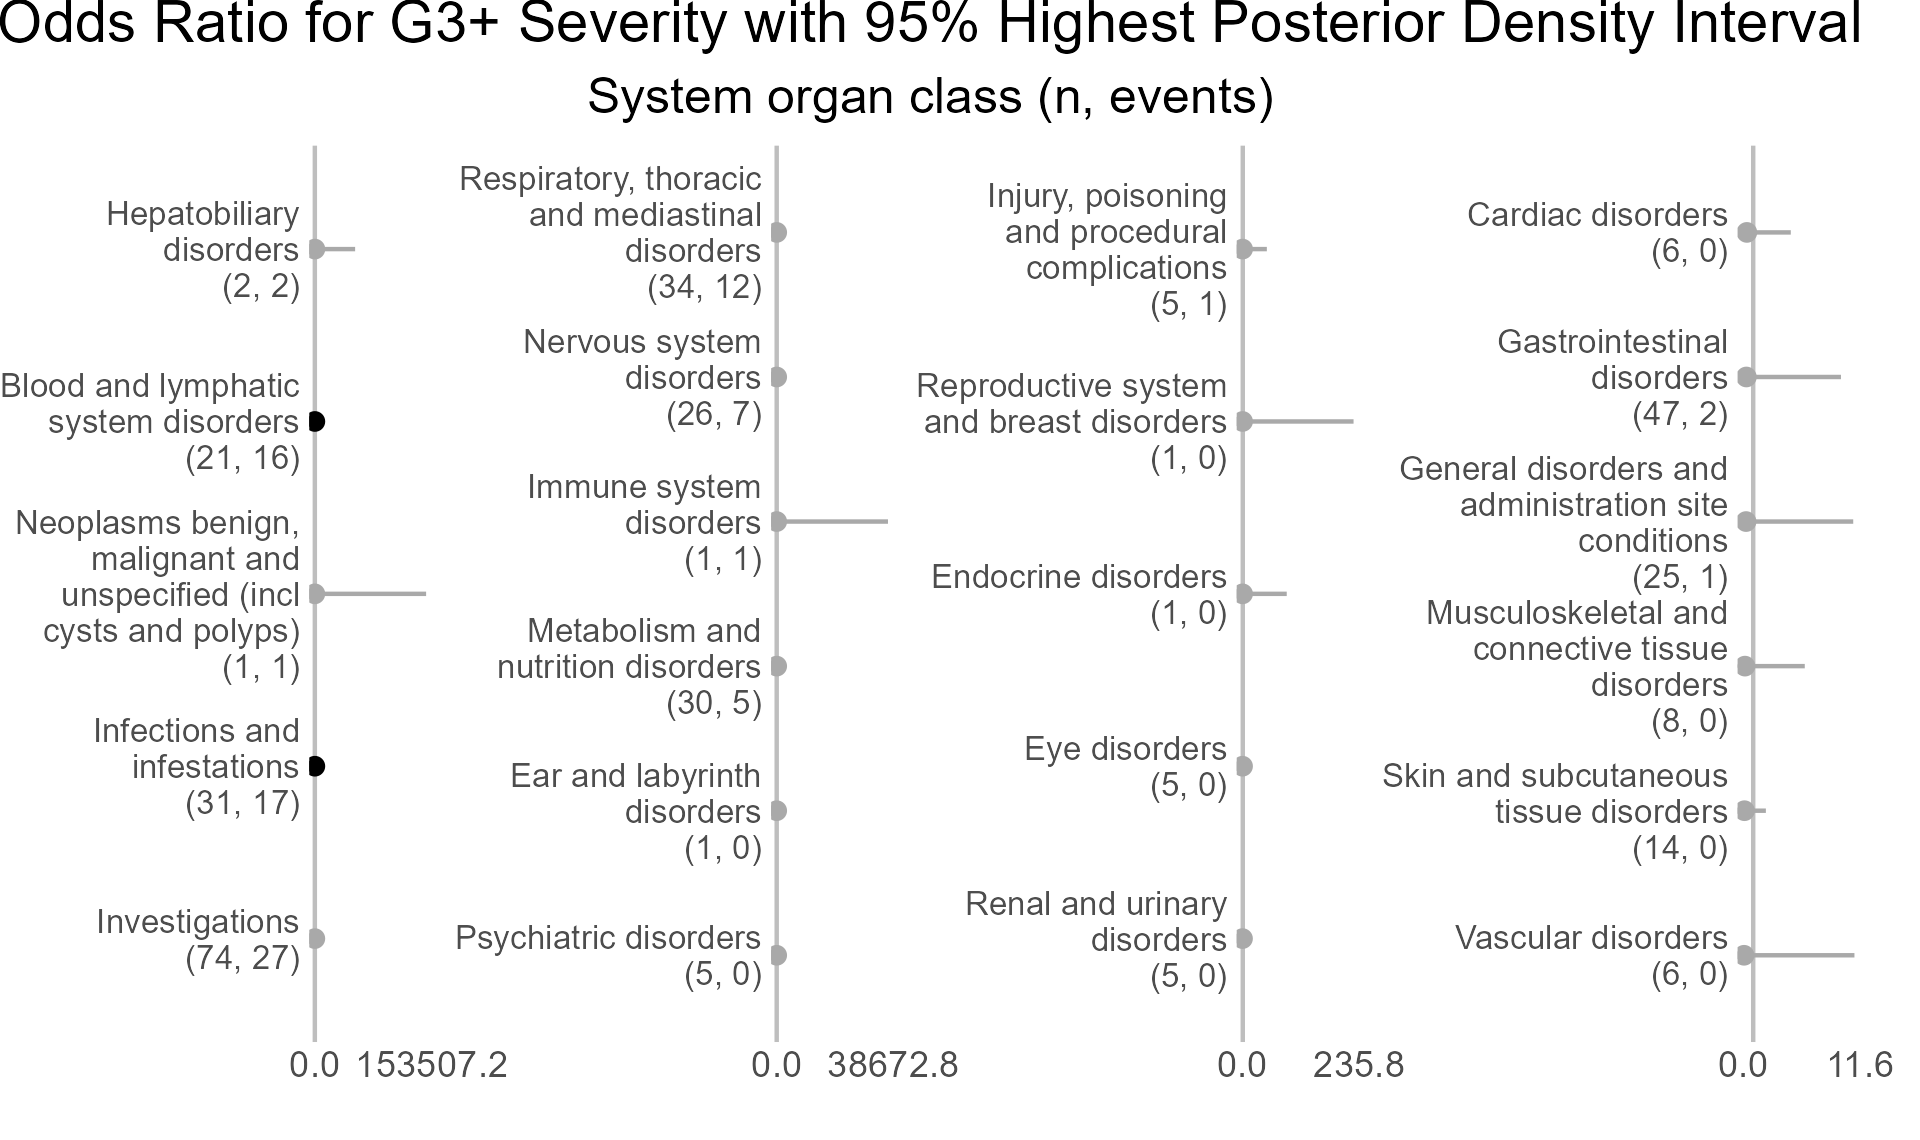 Odds Ratio for G3+ Severity with 95% Highest Posterior Density Interval
System organ class (n, events)
Hepatobiliary
disorders
(2, 2)
Blood and lymphatic
system disorders
(21, 16)
Neoplasms benign,
malignant and
unspecified (incl
cysts and polyps)
(1, 1)
Infections and
infestations
(31, 17)
Investigations
(74, 27)
0.0 153507.2
Respiratory, thoracic
and mediastinal
disorders
(34, 12)
Nervous system
disorders
(26, 7)
Immune system
disorders
(1, 1)
Metabolism and
nutrition disorders
(30, 5)
Ear and labyrinth
disorders
(1, 0)
Psychiatric disorders
(5, 0)
0.0 38672.8
Injury, poisoning
and procedural
complications
(5, 1)
Reproductive system
and breast disorders
(1, 0)
Endocrine disorders
(1, 0)
Eye disorders
(5, 0)
Renal and urinary
disorders
(5, 0)
0.0 235.8
Cardiac disorders
(6, 0)
Gastrointestinal
disorders
(47, 2)
General disorders and
administration site
conditions
(25, 1)
Musculoskeletal and
connective tissue
disorders
(8, 0)
Skin and subcutaneous
tissue disorders
(14, 0)
Vascular disorders
(6, 0)
0.0 11.6